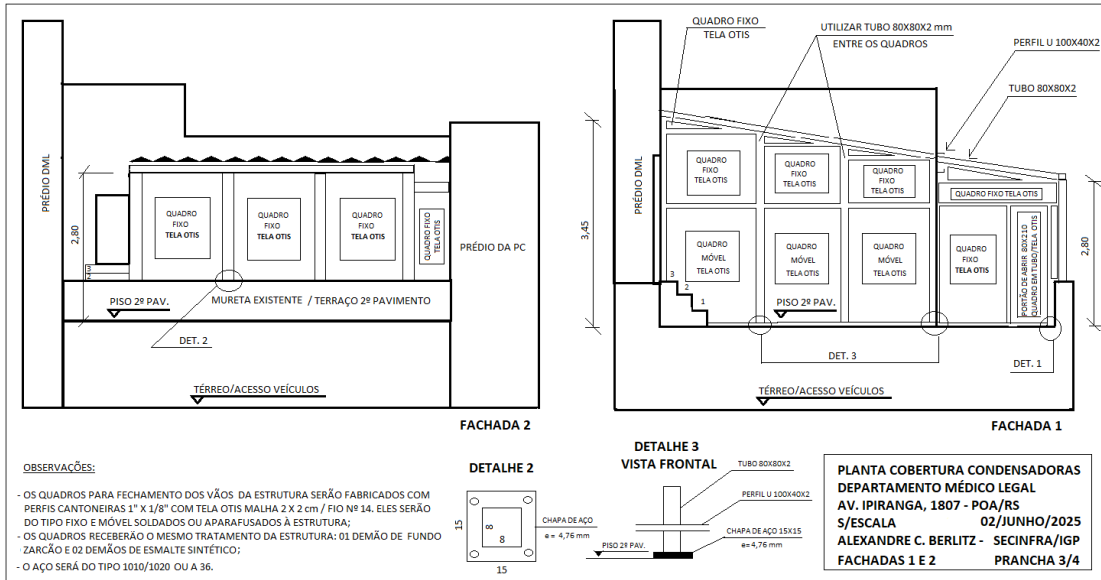 PRÉDIO DML
2,80
QUADRO
FIXO
TELA OTIS
QUADRO
FIXO
TELA OTIS
QUADRO
FIXO
TELA OTIS
QUADRO FIXO
TELA OTIS
PRÉDIO DA PC
3
2
PISO 2º PAV.
MURETA EXISTENTE / TERRAÇO 2º PAVIMENTO
DET. 2
TÉRREO/ACESSO VEÍCULOS
FACHADA 2
QUADRO FIXO
TELA OTIS
UTILIZAR TUBO 80X80X2 mm
ENTRE OS QUADROS
PERFIL U 100X40X2
TUBO 80X80X2
PRÉDIO DML
3,45
QUADRO
FIXO
TELA OTIS
QUADRO
FIXO
TELA OTIS
QUADRO
FIXO
TELA OTIS
QUADRO FIXO TELA OTIS
QUADRO
MÓVEL
TELA OTIS
QUADRO
MÓVEL
TELA OTIS
QUADRO
MÓVEL
TELA OTIS
QUADRO
FIXO
TELA OTIS
PORTÃO DE ABRIR 80X210
QUADRO EM TUBO/TELA OTIS
2,80
3
2
1
PISO 2º PAV.
DET. 3
DET. 1
TÉRREO/ACESSO VEÍCULOS
FACHADA 1
OBSERVAÇÕES:
- OS QUADROS PARA FECHAMENTO DOS VÃOS DA ESTRUTURA SERÃO FABRICADOS COM
PERFIS CANTONEIRAS 1" X 1/8" COM TELA OTIS MALHA 2 X 2 cm / FIO Nº 14. ELES SERÃO
DO TIPO FIXO E MÓVEL SOLDADOS OU APARAFUSADOS À ESTRUTURA;
- OS QUADROS RECEBERÃO O MESMO TRATAMENTO DA ESTRUTURA: 01 DEMÃO DE FUNDO
ZARCÃO E 02 DEMÃOS DE ESMALTE SINTÉTICO;
- O AÇO SERÁ DO TIPO 1010/1020 OU A 36.
DETALHE 2
15
8
8
15
CHAPA DE AÇO
e = 4,76 mm
DETALHE 3
VISTA FRONTAL
TUBO 80X80X2
PERFIL U 100X40X2
CHAPA DE AÇO 15X15
e=4,76 mm
PISO 2º PAV.
PLANTA COBERTURA CONDENSADORAS
DEPARTAMENTO MÉDICO LEGAL
AV. IPIRANGA, 1807 - POA/RS
S/ESCALA 02/JUNHO/2025
ALEXANDRE C. BERLITZ - SECINFRA/IGP
FACHADAS 1 E 2 PRANCHA 3/4